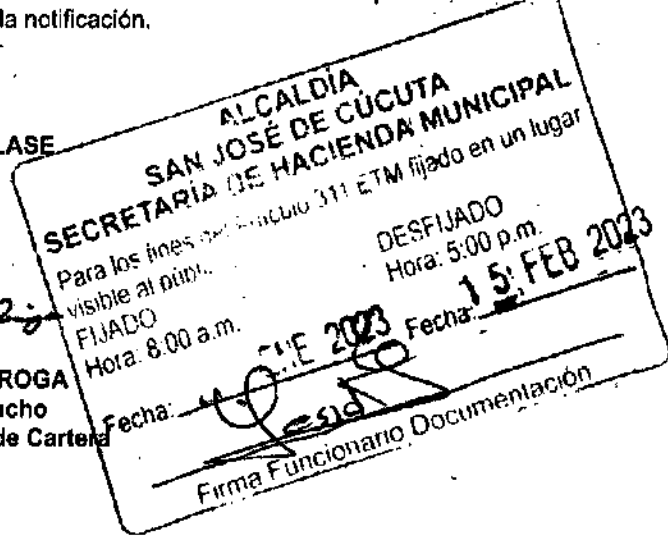 la notificación.
LASE
ALCALDÍA
SAN JOSÉ DE CÚCUTA
SECRETARÍA DE HACIENDA MUNICIPAL
Para los fines del 311 ETM fijado en un lugar
visible al
FIJADO
Hora: 8:00 a.m.
DESFIJADO
Hora: 5:00 p.m.
Fecha: ENE 2023
Fecha: 15 FEB 2023
Firma Funcionario Documentación
ROGA
acho
de Cartera